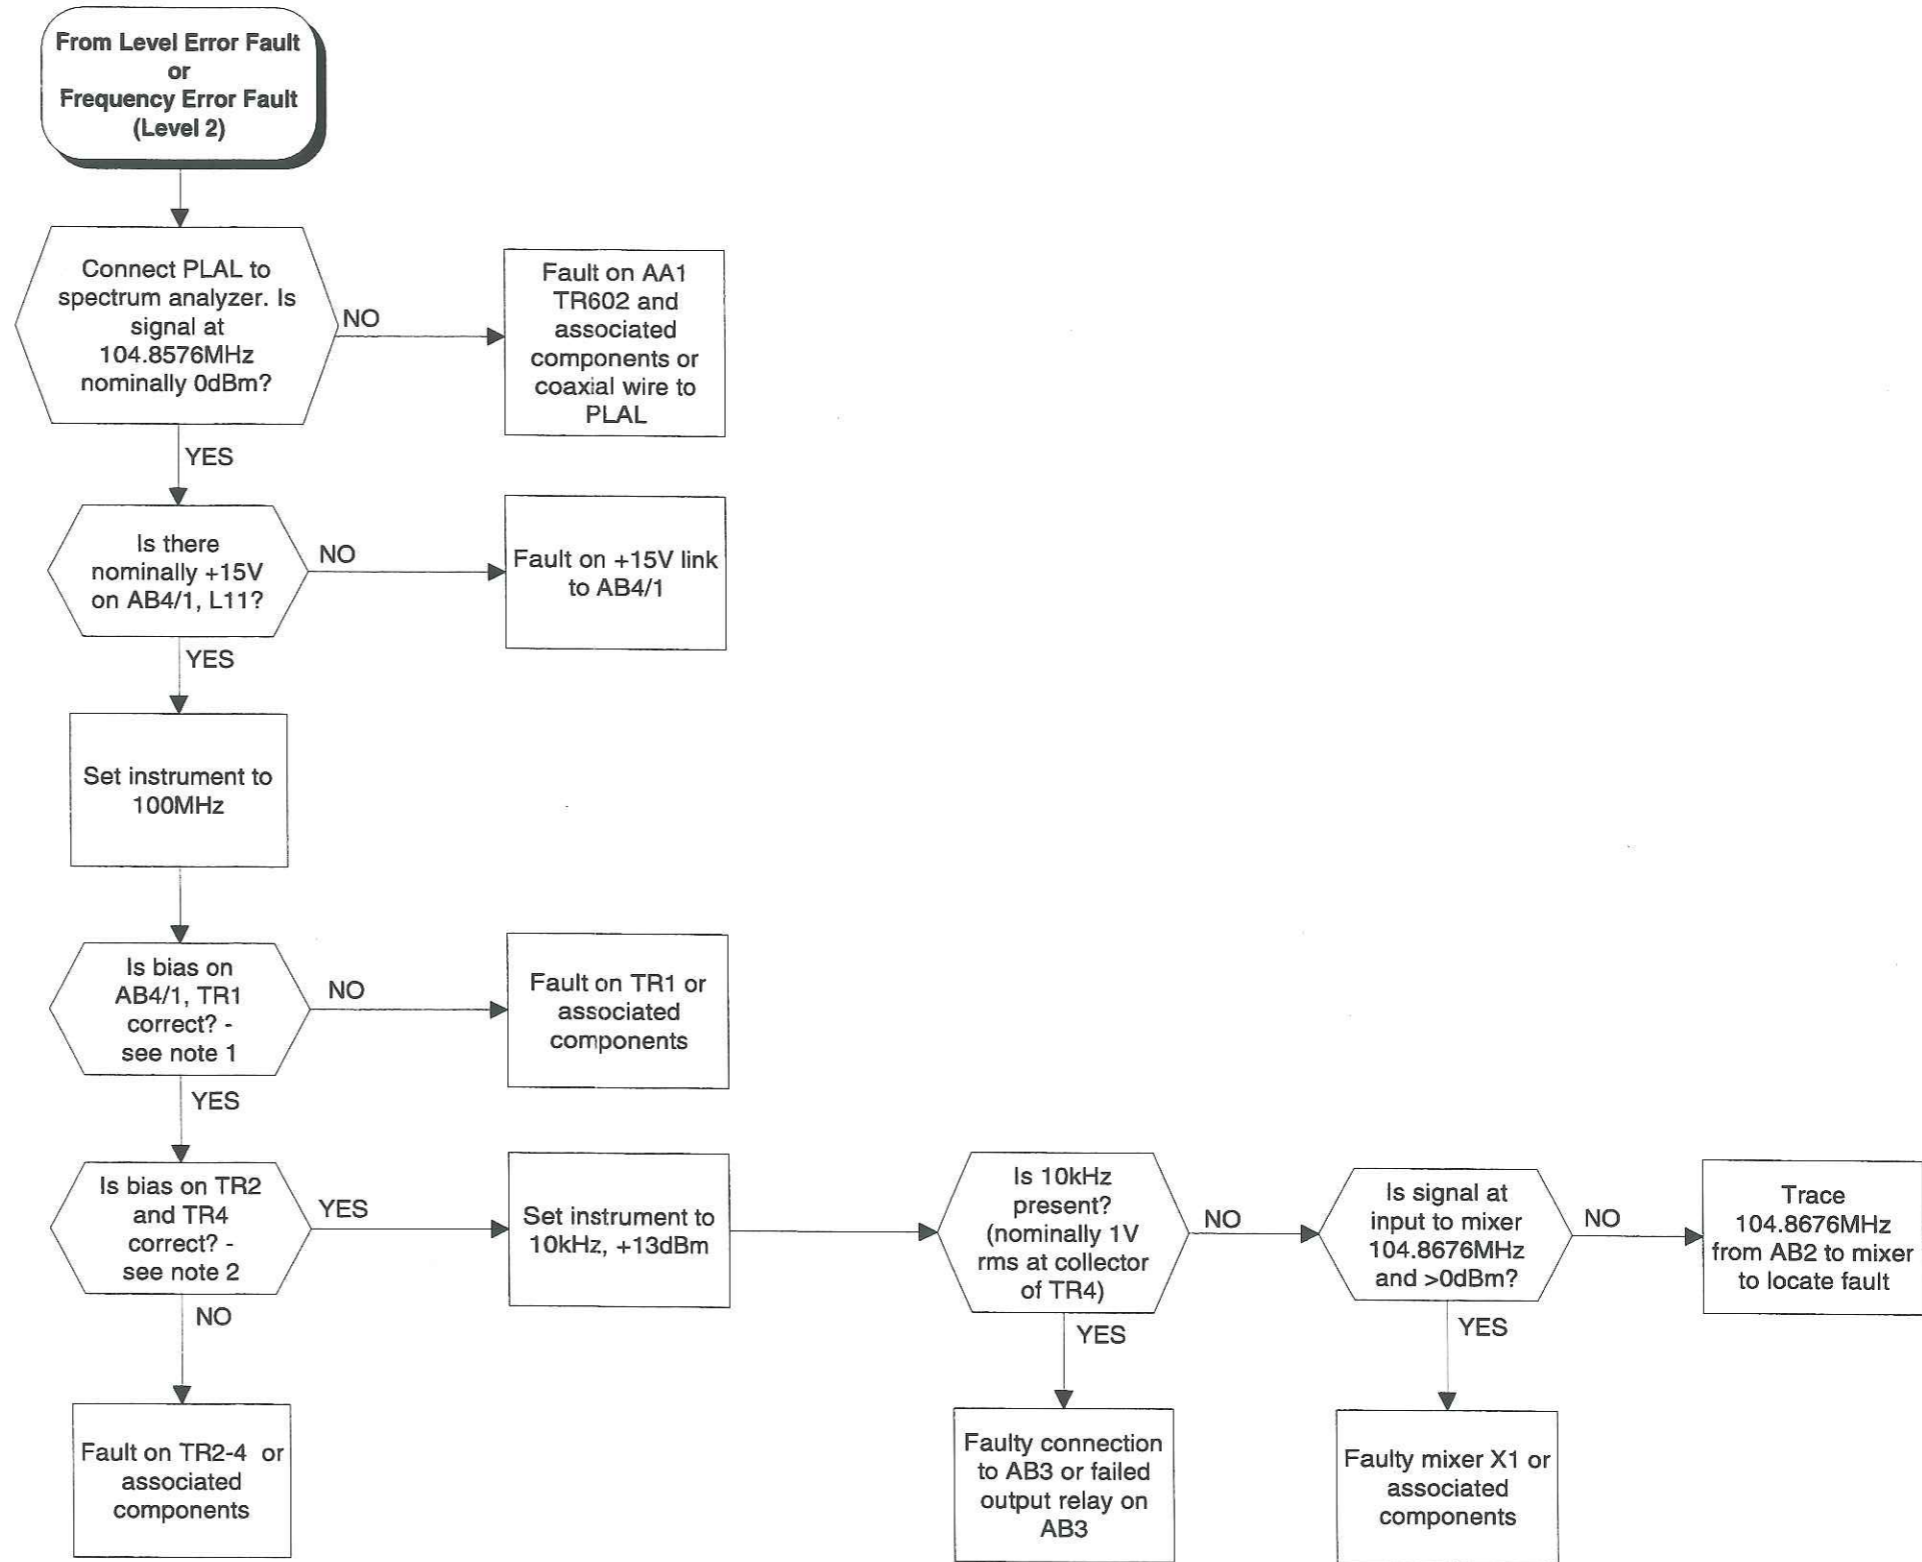 From Level Error Fault
or
Frequency Error Fault
(Level 2)
Connect PLAL to
spectrum analyzer. Is
signal at
104.8576MHz
nominally 0dBm?
NO
Fault on AA1
TR602 and
associated
components or
coaxial wire to
PLAL
YES
Is there
nominally +15V
on AB4/1, L11?
NO
Fault on +15V link
to AB4/1
YES
Set instrument to
100MHz
Is bias on
AB4/1, TR1
correct? -
see note 1
NO
Fault on TR1 or
associated
components
YES
Is bias on TR2
and TR4
correct? -
see note 2
YES
Set instrument to
10kHz, +13dBm
Is 10kHz
present?
(nominally 1V
rms at collector
of TR4)
NO
Is signal at
input to mixer
104.8676MHz
and >0dBm?
NO
Trace
104.8676MHz
from AB2 to mixer
to locate fault
NO
Fault on TR2-4 or
associated
components
YES
Faulty connection
to AB3 or failed
output relay on
AB3
YES
Faulty mixer X1 or
associated
components